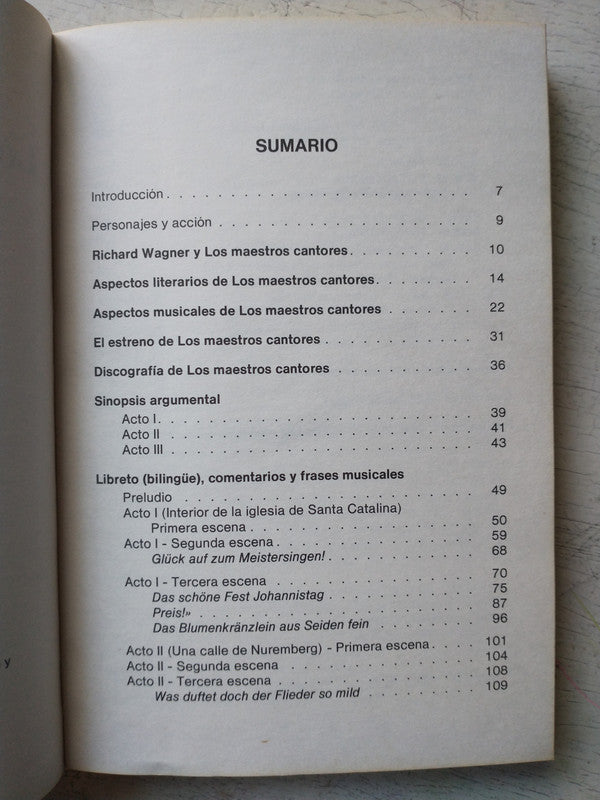 SUMARIO
Introducción . . . . . . . . . . . . . . . . . . . . . . . . 7
Personajes y acción . . . . . . . . . . . . . . . . . . . . 9
Richard Wagner y Los maestros cantores . . . . . . . . . . 10
Aspectos literarios de Los maestros cantores . . . . . . . . 14
Aspectos musicales de Los maestros cantores . . . . . . . 22
El estreno de Los maestros cantores . . . . . . . . . . . . 31
Discografía de Los maestros cantores . . . . . . . . . . . 36
Sinopsis argumental
Acto I . . . . . . . . . . . . . . . . . . . . . . . . 39
Acto II . . . . . . . . . . . . . . . . . . . . . . . 41
Acto III . . . . . . . . . . . . . . . . . . . . . . . 43
Libreto (bilingüe), comentarios y frases musicales
Preludio . . . . . . . . . . . . . . . . . . . . . . 49
Acto I (Interior de la iglesia de Santa Catalina)
Primera escena . . . . . . . . . . . . . . . . . 50
Acto I - Segunda escena . . . . . . . . . . . . . . . 59
Glück auf zum Meistersingen! . . . . . . . . . . . 68
Acto I - Tercera escena . . . . . . . . . . . . . . . 70
Das schöne Fest Johannistag . . . . . . . . . . . 75
Preis!» . . . . . . . . . . . . . . . . . . . . 87
Das Blumenkränzlein aus Seiden fein . . . . . . . . 96
Acto II (Una calle de Nuremberg) - Primera escena . . . . 101
Acto II - Segunda escena . . . . . . . . . . . . . . . 104
Acto II - Tercera escena . . . . . . . . . . . . . . . 108
Was duftet doch der Flieder so mild . . . . . . . . 109
y